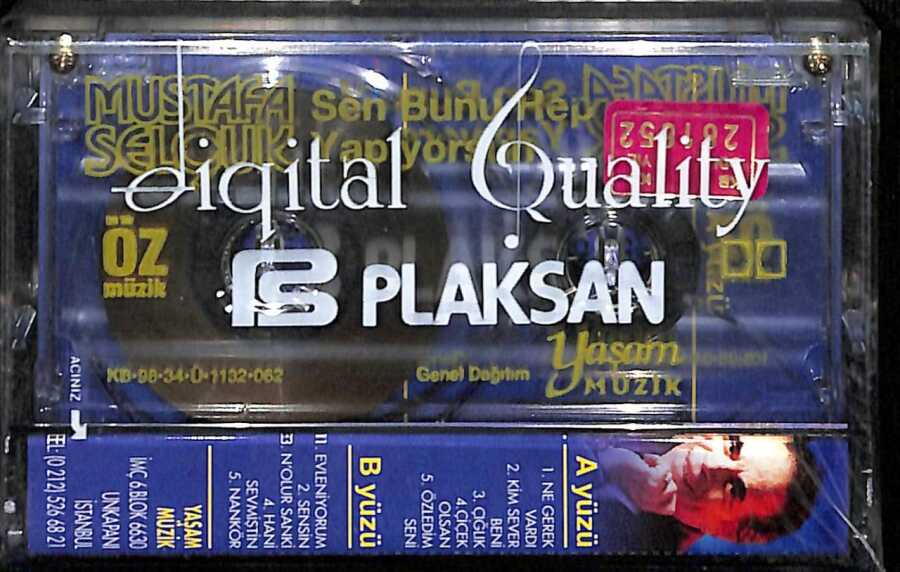 MUSTAFA
SELÇUK
Sen Bunu Hep
Yapıyorsun
Digital Quality
ÖZ
müzik
PLAKSAN
KB•98•34•Ü•1132•062
Genel Dağıtım
Yaşam
MÜZİK
AÇINIZ
261052
A yüzü
1. NE GEREK
VARDI
2. KİM SEVER
BENİ
3. ÇIĞLIK
4.ÇİÇEK
OLSAN
5. ÖZLEDİM
SENİ
B yüzü
1. EVLENİYORUM
2. SENSİN
3 N'OLUR SANKİ
4. HANİ
SEVMİŞTİN
5. NANKÖR
YAŞAM
MÜZİK
İMÇ 6.BLOK 6630
UNKAPANI
İSTANBUL
TEL: (0 212) 526 68 21